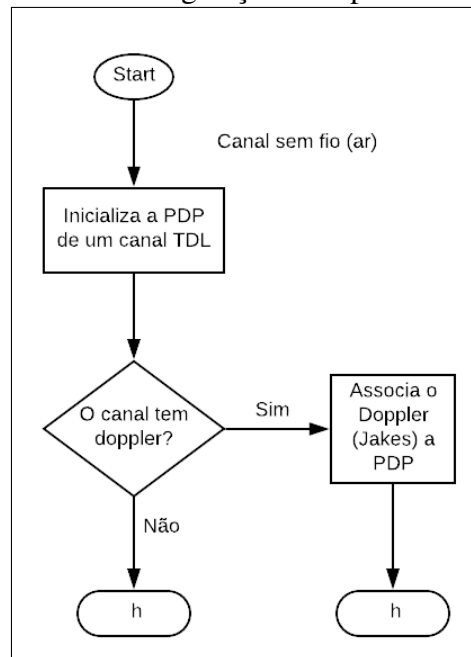 Start
Canal sem fio (ar)
Inicializa a PDP
de um canal TDL
O canal tem
doppler?
Sim
Associa o
Doppler
(Jakes) a
PDP
Não
h
h